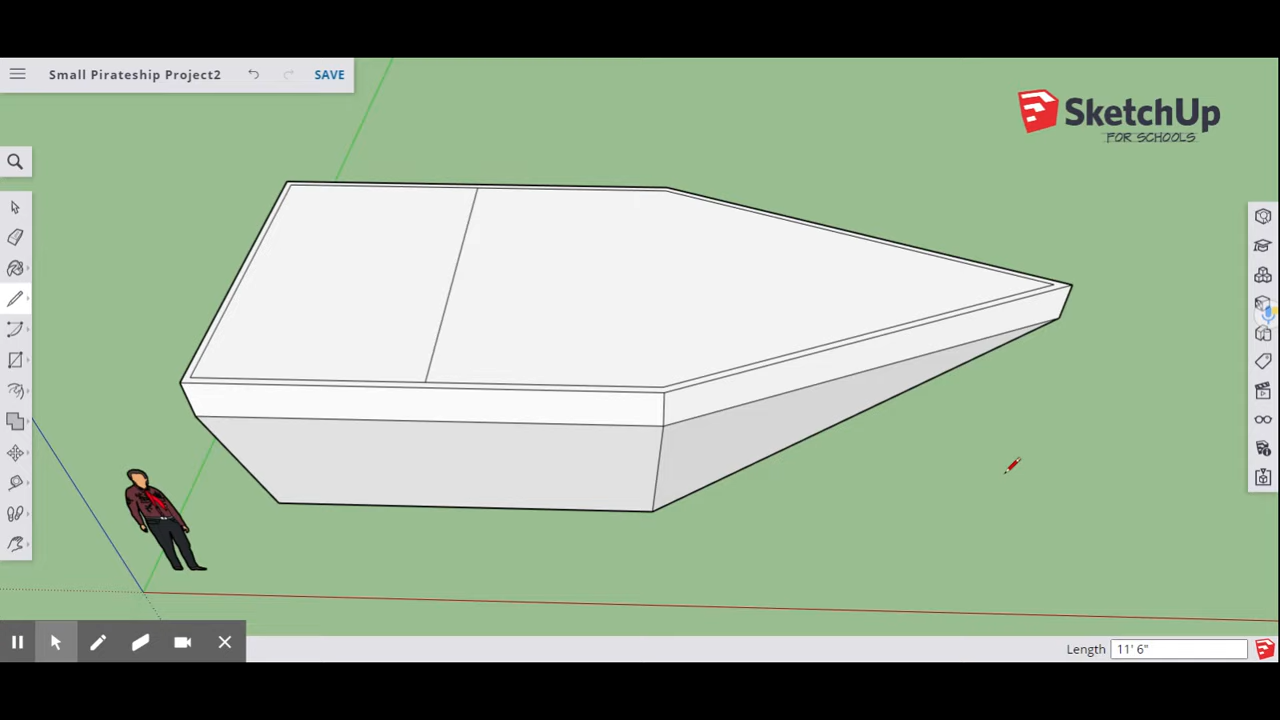 Small Pirateship Project2
SAVE
SketchUp
FOR SCHOOLS
Length
11' 6"